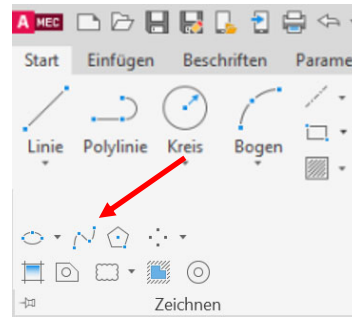 A MEC
Start Einfügen Beschriften Parame
Linie Polylinie Kreis Bogen
Zeichnen